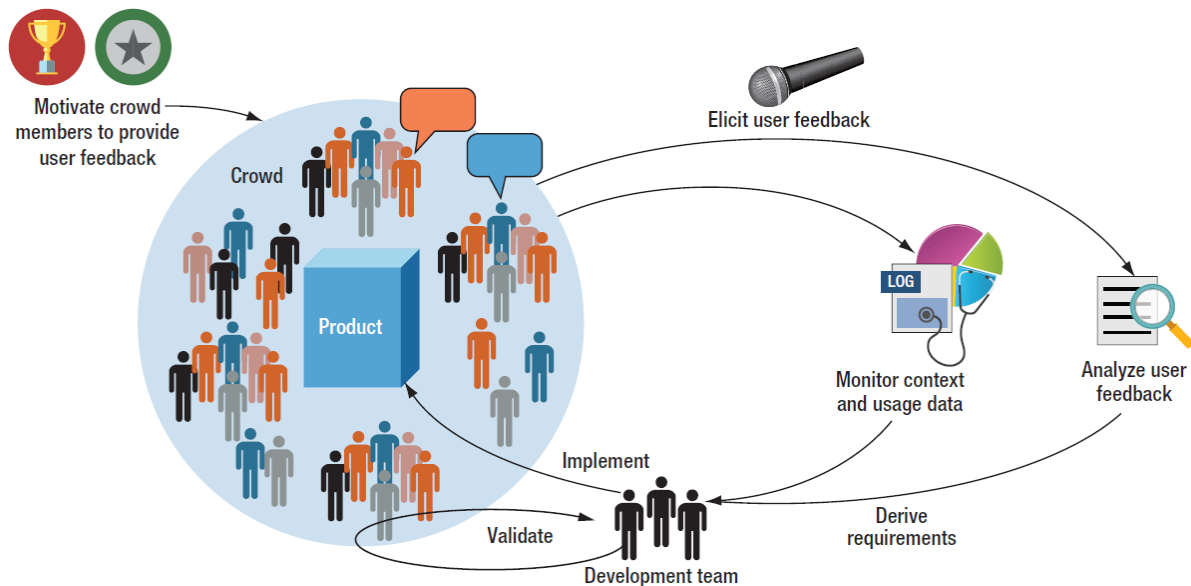 Motivate crowd
members to provide
user feedback
Crowd
Product
Elicit user feedback
LOG
Monitor context
and usage data
Analyze user
feedback
Implement
Validate
Derive
requirements
Development team